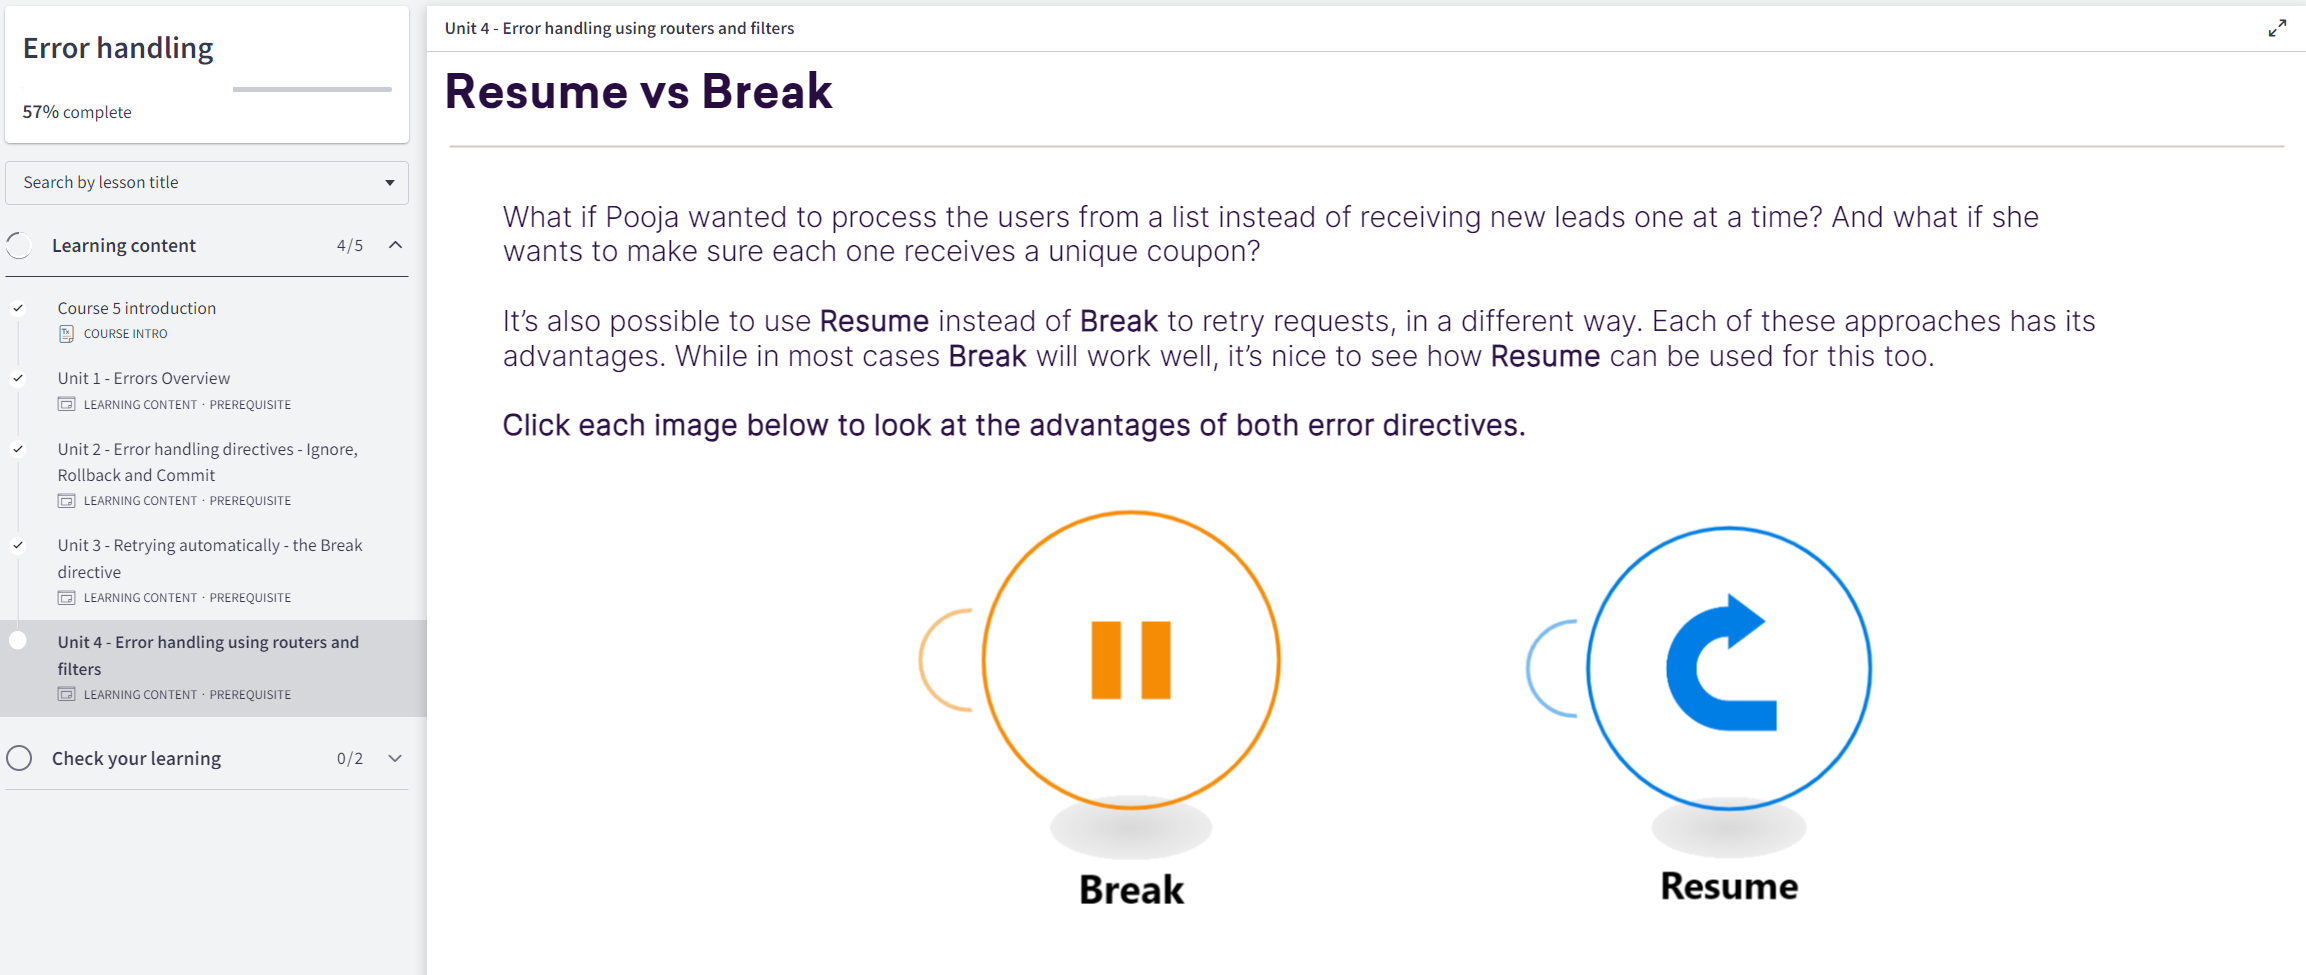 Error handling
57% complete
Search by lesson title
Learning content 4/5
Course 5 introduction
COURSE INTRO
Unit 1 - Errors Overview
LEARNING CONTENT · PREREQUISITE
Unit 2 - Error handling directives - Ignore,
Rollback and Commit
LEARNING CONTENT · PREREQUISITE
Unit 3 - Retrying automatically - the Break
directive
LEARNING CONTENT · PREREQUISITE
Unit 4 - Error handling using routers and
filters
LEARNING CONTENT · PREREQUISITE
Check your learning 0/2
Unit 4 - Error handling using routers and filters
Resume vs Break
What if Pooja wanted to process the users from a list instead of receiving new leads one at a time? And what if she
wants to make sure each one receives a unique coupon?
It’s also possible to use Resume instead of Break to retry requests, in a different way. Each of these approaches has its
advantages. While in most cases Break will work well, it’s nice to see how Resume can be used for this too.
Click each image below to look at the advantages of both error directives.
Break
Resume